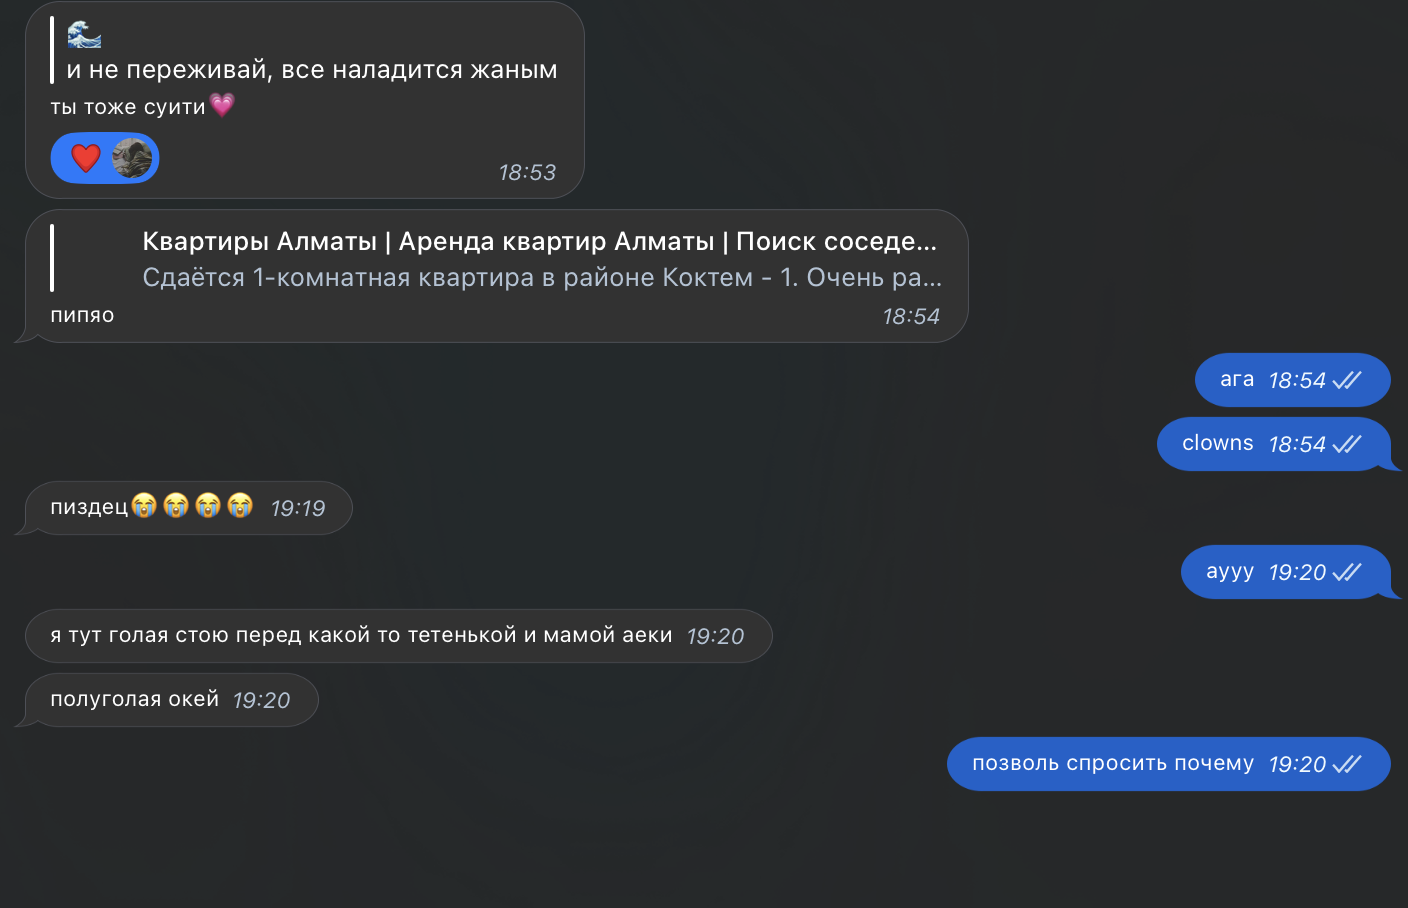 🌊
и не переживай, все наладится жаным
ты тоже суити💗
❤️
18:53
Квартиры Алматы | Аренда квартир Алматы | Поиск соседе...
Сдаётся 1-комнатная квартира в районе Коктем - 1. Очень ра...
пипяо 18:54
ага 18:54
clowns 18:54
пиздец😭😭😭😭 19:19
аууу 19:20
я тут голая стою перед какой то тетенькой и мамой аеки 19:20
полуголая окей 19:20
позволь спросить почему 19:20